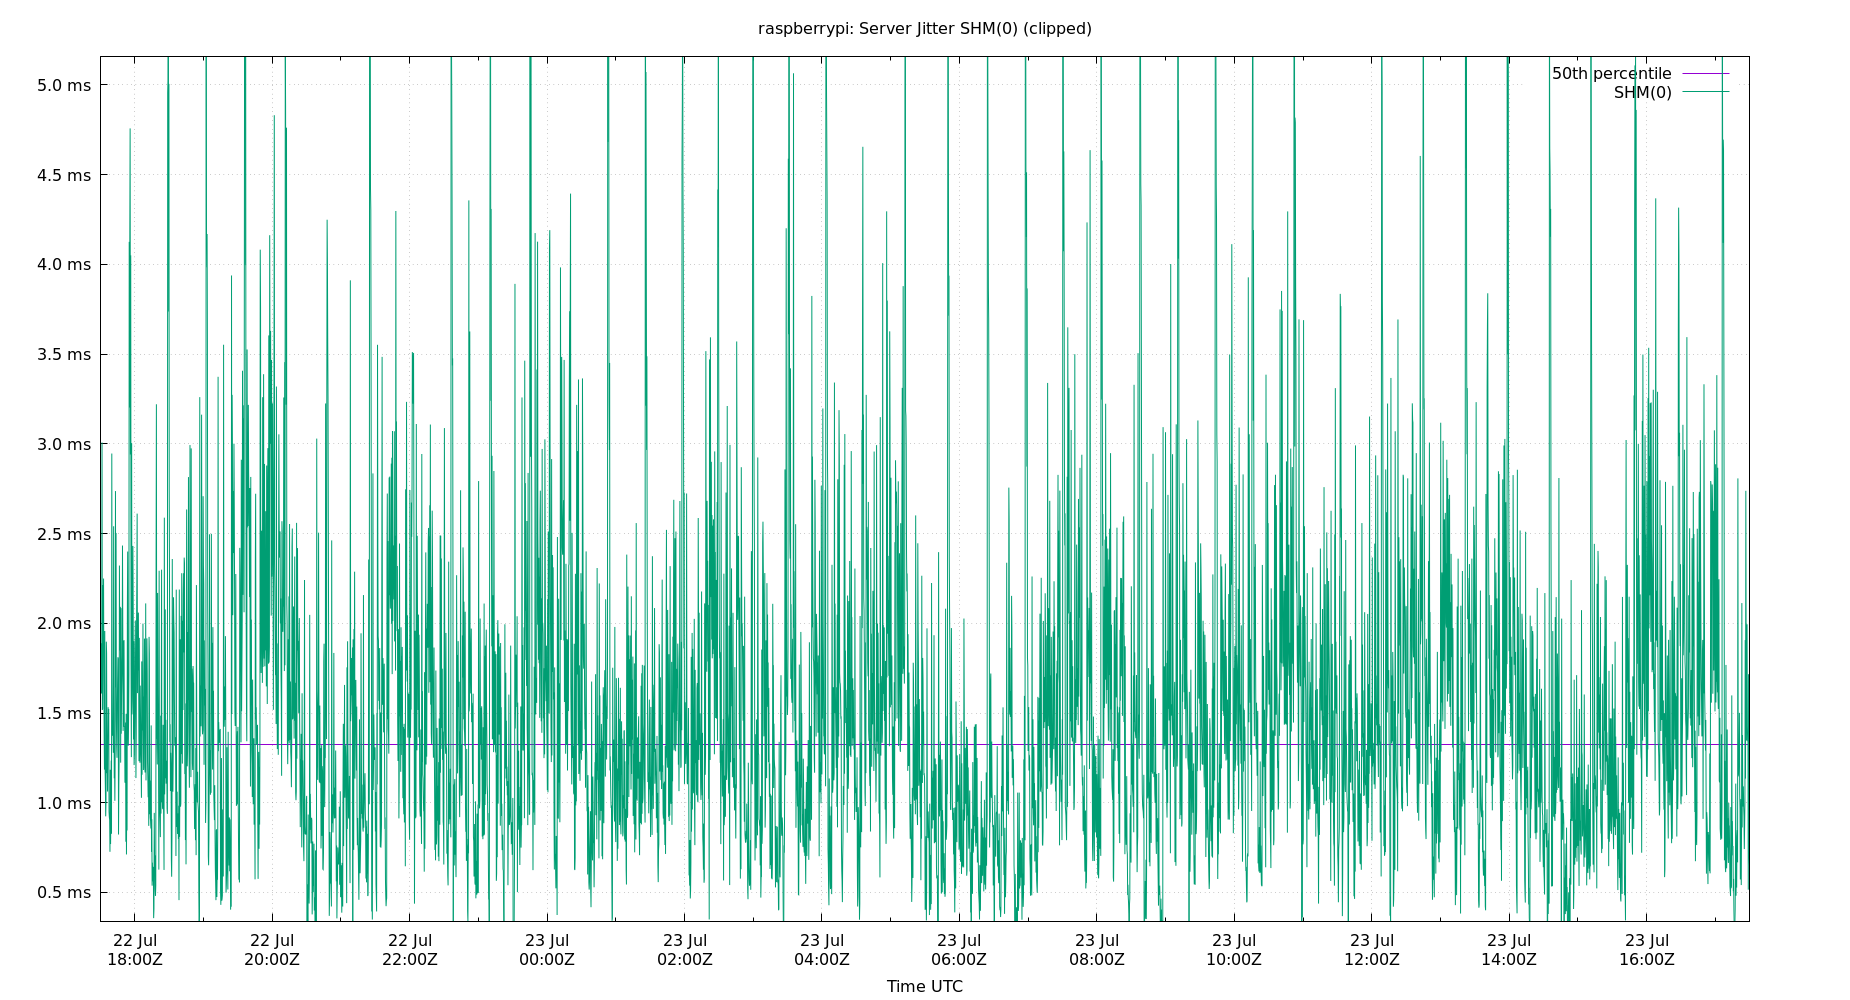 raspberrypi: Server Jitter SHM(0) (clipped)
50th percentile
SHM(0)
5.0 ms
4.5 ms
4.0 ms
3.5 ms
3.0 ms
2.5 ms
2.0 ms
1.5 ms
1.0 ms
0.5 ms
22 Jul 22 Jul 22 Jul 23 Jul 23 Jul 23 Jul 23 Jul 23 Jul 23 Jul 23 Jul 23 Jul 23 Jul
18:00Z 20:00Z 22:00Z 00:00Z 02:00Z 04:00Z 06:00Z 08:00Z 10:00Z 12:00Z 14:00Z 16:00Z
Time UTC